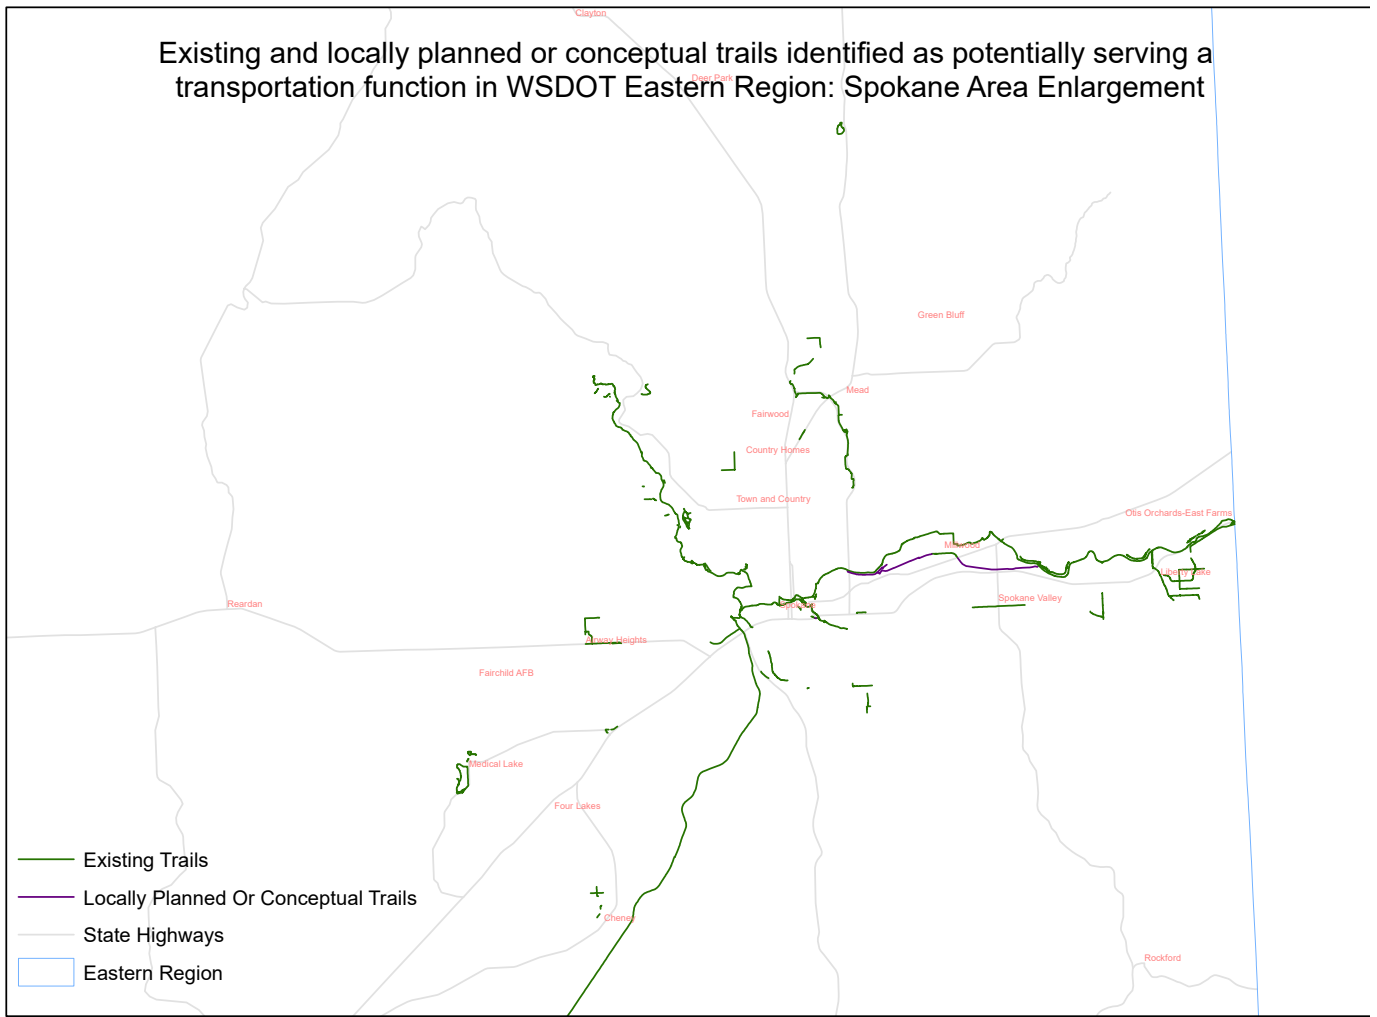 Clayton
Existing and locally planned or conceptual trails identified as potentially serving a
Deer Park
transportation function in WSDOT Eastern Region: Spokane Area Enlargement
Green Bluff
Mead
Fairwood
Country Homes
Town and Country
Otis Orchards-East Farms
Millwood
Liberty Lake
Spokane Valley
Spokane
Reardan
Airway Heights
Fairchild AFB
Medical Lake
Four Lakes
Cheney
Rockford
Existing Trails
Locally Planned Or Conceptual Trails
State Highways
Eastern Region